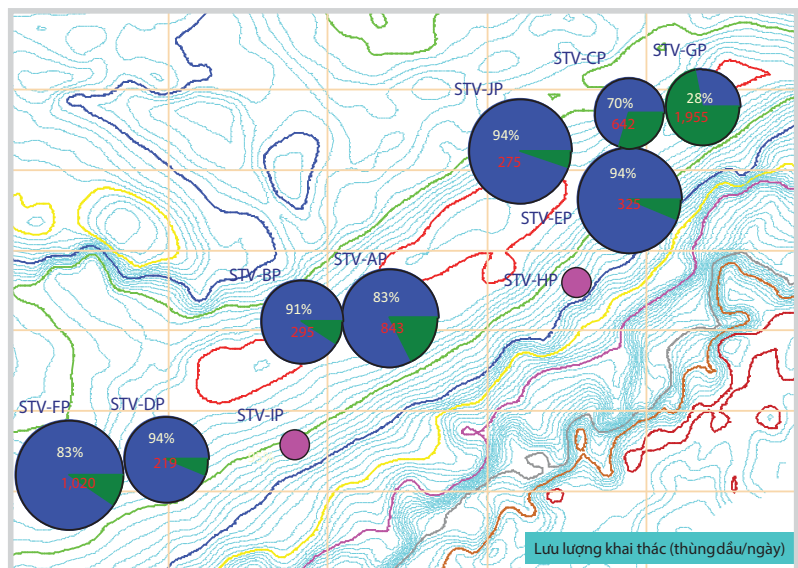 STV-GP
STV-CP
STV-JP
28%
1,955
70%
642
94%
275
94%
325
STV-EP
STV-HP
STV-AP
STV-BP
83%
843
91%
295
STV-FP
STV-DP
STV-IP
83%
1,020
94%
219
Lưu lượng khai thác (thùng dầu/ngày)